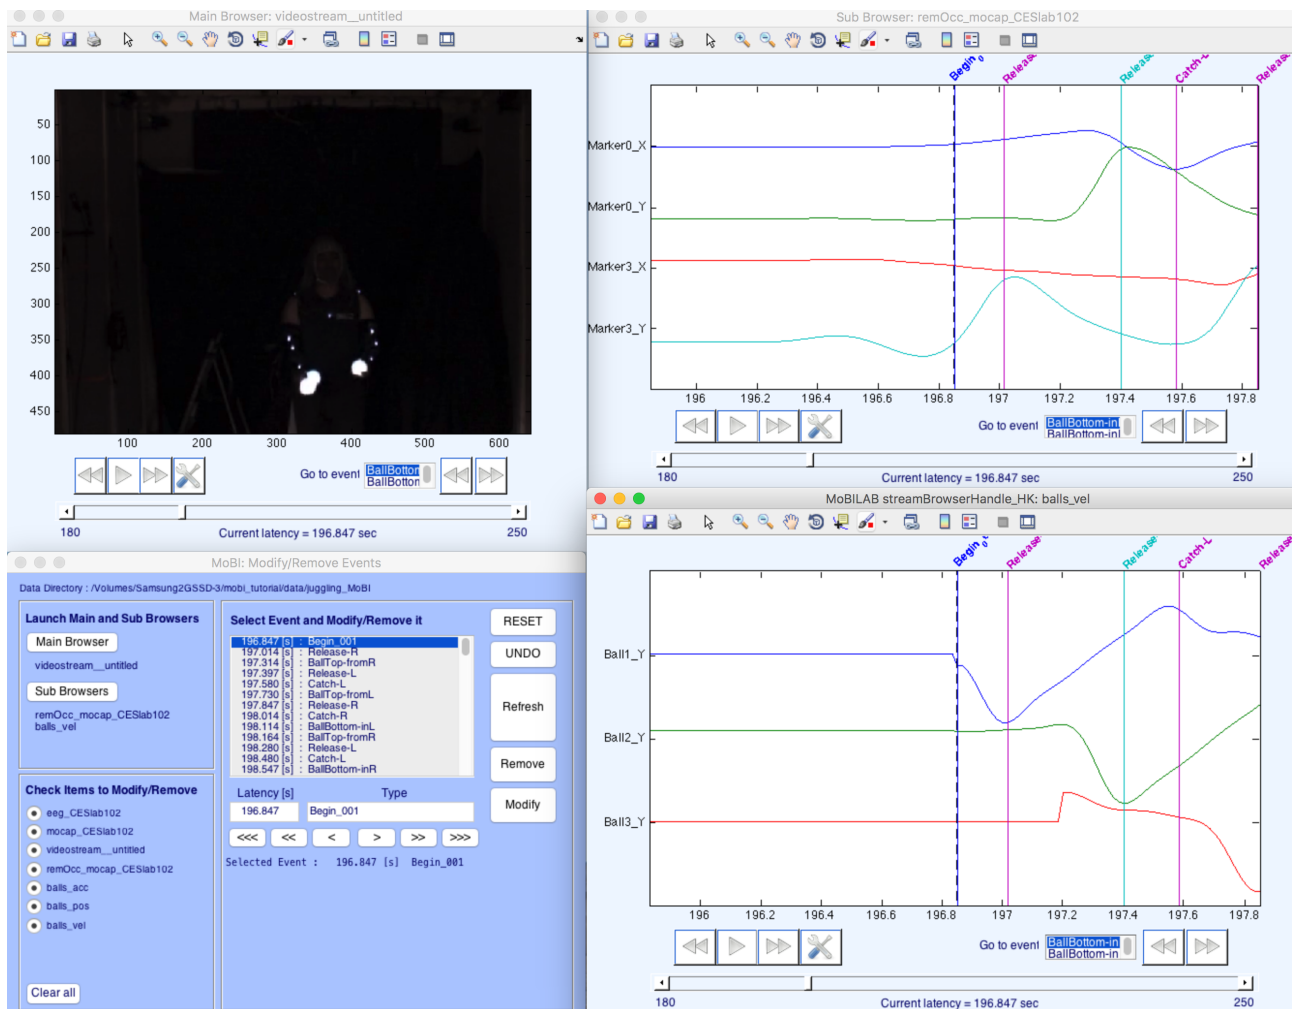 Main Browser: videostream__untitled
50
100
150
200
250
300
350
400
450
100
200
300
400
500
600
Go to event
BallBotton
BallBotton
180
250
Current latency = 196.847 sec
Sub Browser: remOcc_mocap_CESlab102
Begin_0
Release-
Release-
Catch-L
Release
Marker0_X
Marker0_Y
Marker3_X
Marker3_Y
196
196.2
196.4
196.6
196.8
197
197.2
197.4
197.6
197.8
Go to event
BallBottom-inl
BallBottom-inl
180
250
Current latency = 196.847 sec
MoBI: Modify/Remove Events
Data Directory : /Volumes/Samsung2GSSD-3/mobi_tutorial/data/juggling_MoBI
Launch Main and Sub Browsers
Main Browser
videostream__untitled
Sub Browsers
remOcc_mocap_CESlab102
balls_vel
Check Items to Modify/Remove
eeg_CESlab102
mocap_CESlab102
videostream__untitled
remOcc_mocap_CESlab102
balls_acc
balls_pos
balls_vel
Clear all
Select Event and Modify/Remove it
196.847 [s] : Begin_001
197.014 [s] : Release-R
197.314 [s] : BallTop-fromR
197.397 [s] : Release-L
197.580 [s] : Catch-L
197.730 [s] : BallTop-fromL
197.847 [s] : Release-R
198.014 [s] : Catch-R
198.114 [s] : BallBottom-inL
198.164 [s] : BallTop-fromR
198.280 [s] : Release-L
198.480 [s] : Catch-L
198.547 [s] : BallBottom-inR
RESET
UNDO
Refresh
Remove
Modify
Latency [s] Type
196.847 Begin_001
<<< << < > >> >>>
Selected Event : 196.847 [s] Begin_001
MoBILAB streamBrowserHandle_HK: balls_vel
Begin_0
Release
Release-
Catch-L
Release
Ball1_Y
Ball2_Y
Ball3_Y
196
196.2
196.4
196.6
196.8
197
197.2
197.4
197.6
197.8
Go to event
BallBottom-in
BallBottom-in
180
250
Current latency = 196.847 sec